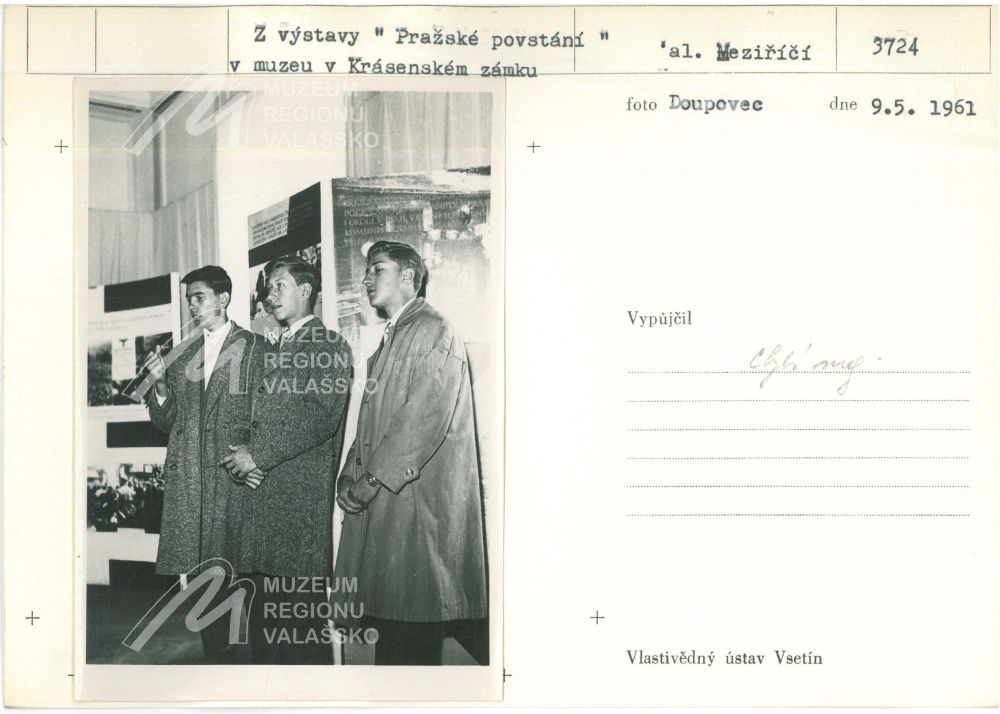 Z výstavy " Pražské povstání "
v muzeu v Krásenském zámku
al. Meziříčí
3724
foto Doupovec dne 9.5. 1961
MUZEUM
REGIONU
VALAŠSKO
MUZEUM
REGIONU
VALAŠSKO
MUZEUM
REGIONU
VALAŠSKO
Vypůjčil
Vlastivědný ústav Vsetín